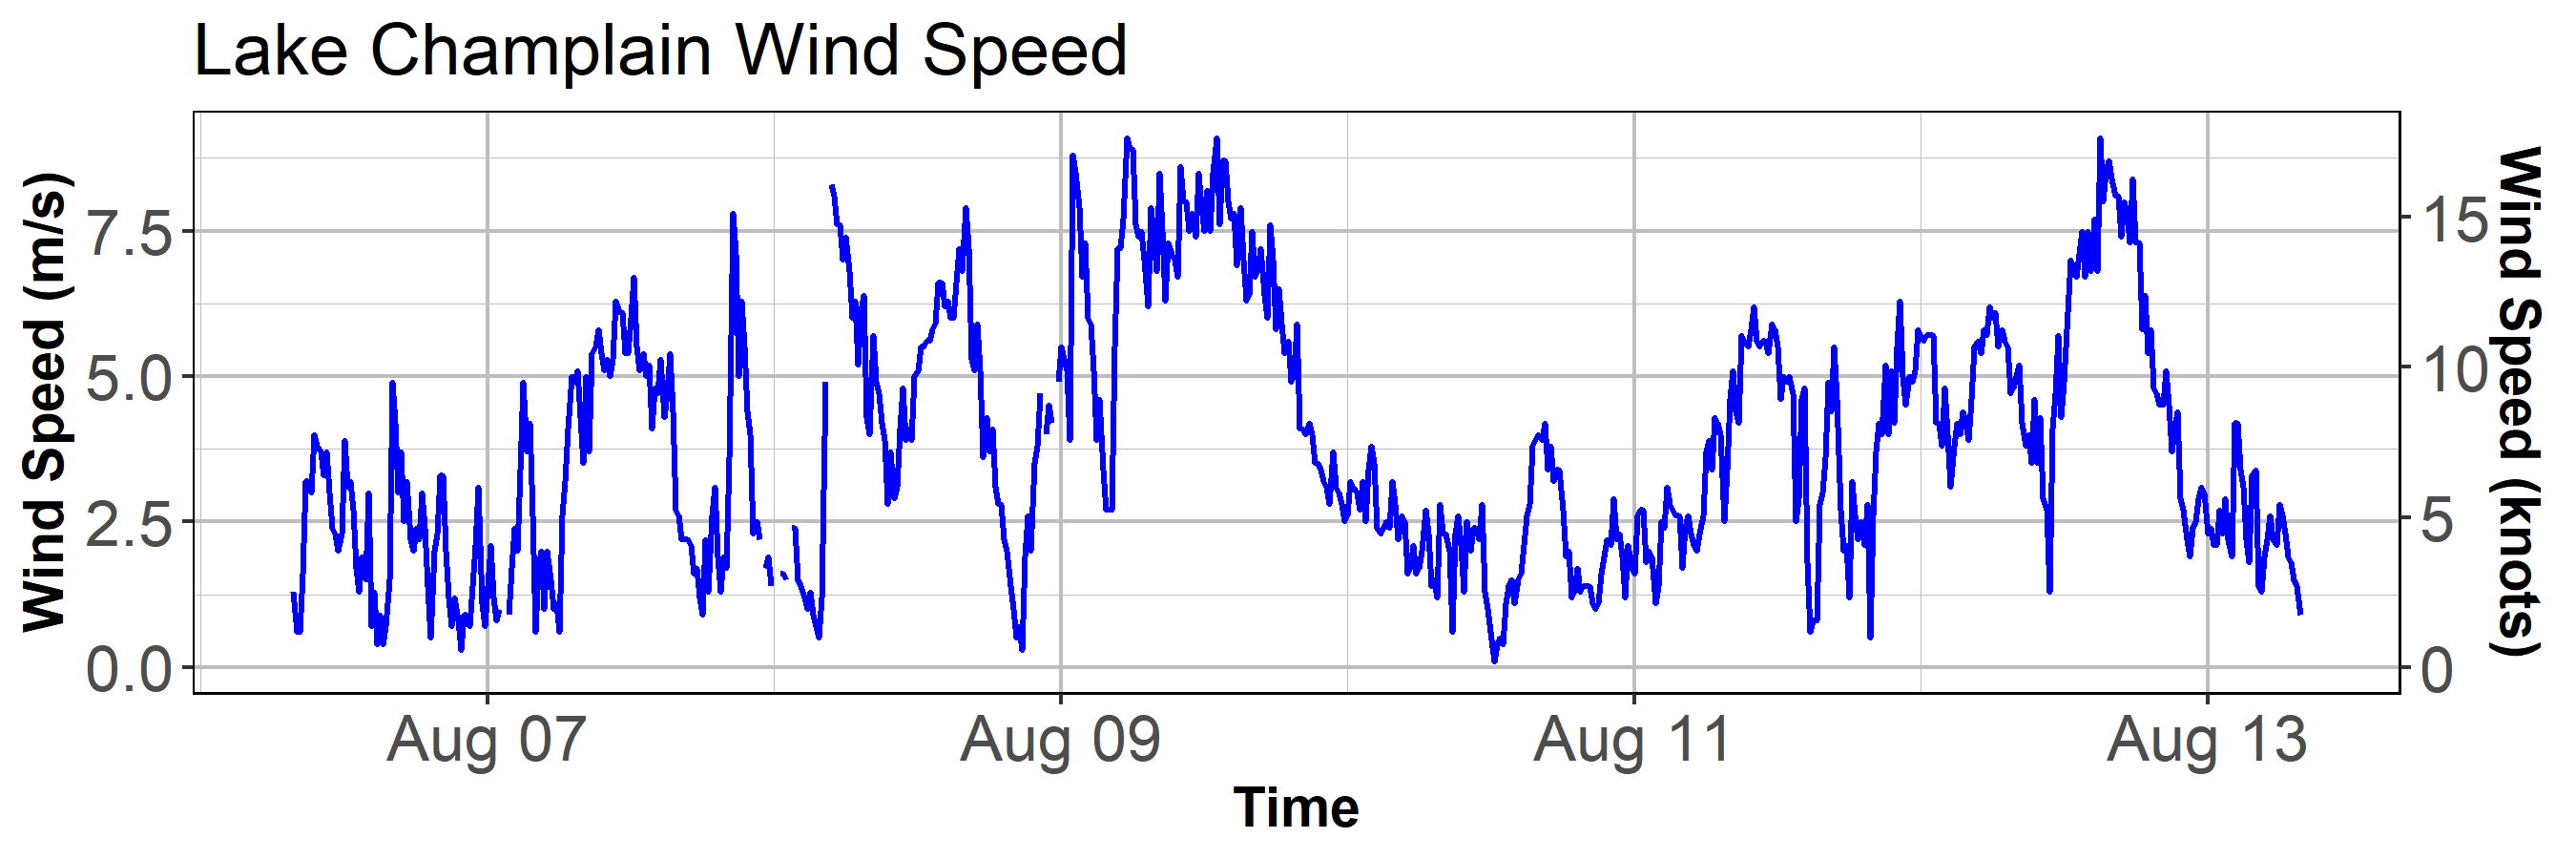 Lake Champlain Wind Speed
Wind Speed (m/s)
7.5
5.0
2.5
0.0
15
10
5
0
Wind Speed (knots)
Aug 07
Aug 09
Aug 11
Aug 13
Time